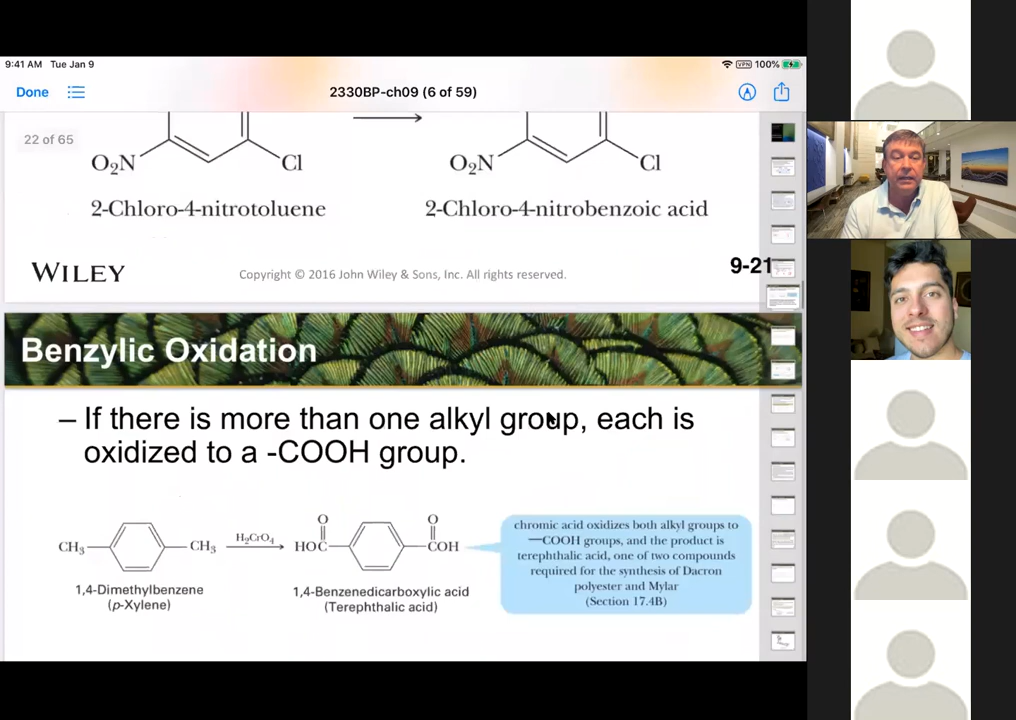 9:41 AM Tue Jan 9
VPN 100%
Done
2330BP-ch09 (6 of 59)
22 of 65
O₂N Cl O₂N Cl
2-Chloro-4-nitrotoluene 2-Chloro-4-nitrobenzoic acid
WILEY Copyright © 2016 John Wiley & Sons, Inc. All rights reserved. 9-21
Benzylic Oxidation
– If there is more than one alkyl group, each is
oxidized to a -COOH group.
O O
CH₃ CH₃ H₂CrO₄ HOC COH
1,4-Dimethylbenzene
(p-Xylene)
1,4-Benzenedicarboxylic acid
(Terephthalic acid)
chromic acid oxidizes both alkyl groups to
—COOH groups, and the product is
terephthalic acid, one of two compounds
required for the synthesis of Dacron
polyester and Mylar
(Section 17.4B)